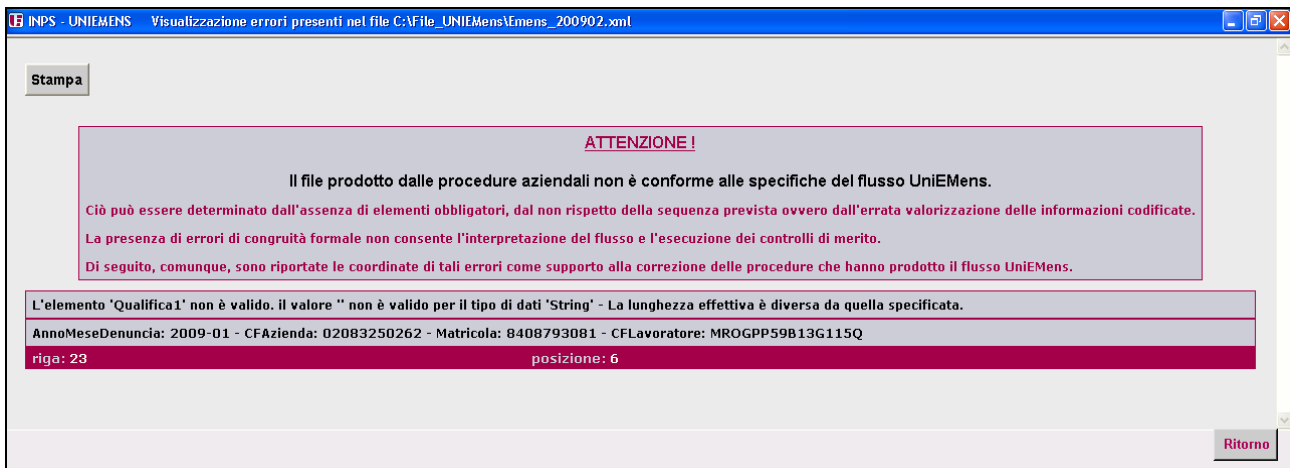 INPS - UNIEMENS Visualizzazione errori presenti nel file C:\File_UNIEMens\Emens_200902.xml
Stampa
ATTENZIONE !
Il file prodotto dalle procedure aziendali non è conforme alle specifiche del flusso UniEMens.
Ciò può essere determinato dall'assenza di elementi obbligatori, dal non rispetto della sequenza prevista ovvero dall'errata valorizzazione delle informazioni codificate.
La presenza di errori di congruità formale non consente l'interpretazione del flusso e l'esecuzione dei controlli di merito.
Di seguito, comunque, sono riportate le coordinate di tali errori come supporto alla correzione delle procedure che hanno prodotto il flusso UniEMens.
L'elemento 'Qualifica1' non è valido. il valore '' non è valido per il tipo di dati 'String' - La lunghezza effettiva è diversa da quella specificata.
AnnoMeseDenuncia: 2009-01 - CFAzienda: 02083250262 - Matricola: 8408793081 - CFLavoratore: MROGPP59B13G115Q
riga: 23 posizione: 6
Ritorno